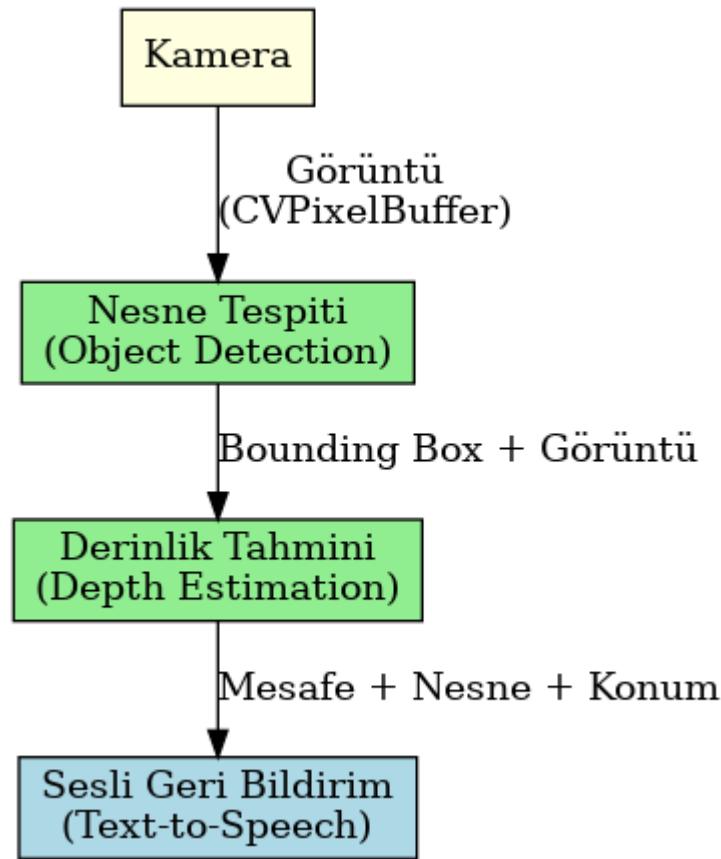 Kamera
Görüntü
(CVPixelBuffer)
Nesne Tespiti
(Object Detection)
Bounding Box + Görüntü
Derinlik Tahmini
(Depth Estimation)
Mesafe + Nesne + Konum
Sesli Geri Bildirim
(Text-to-Speech)